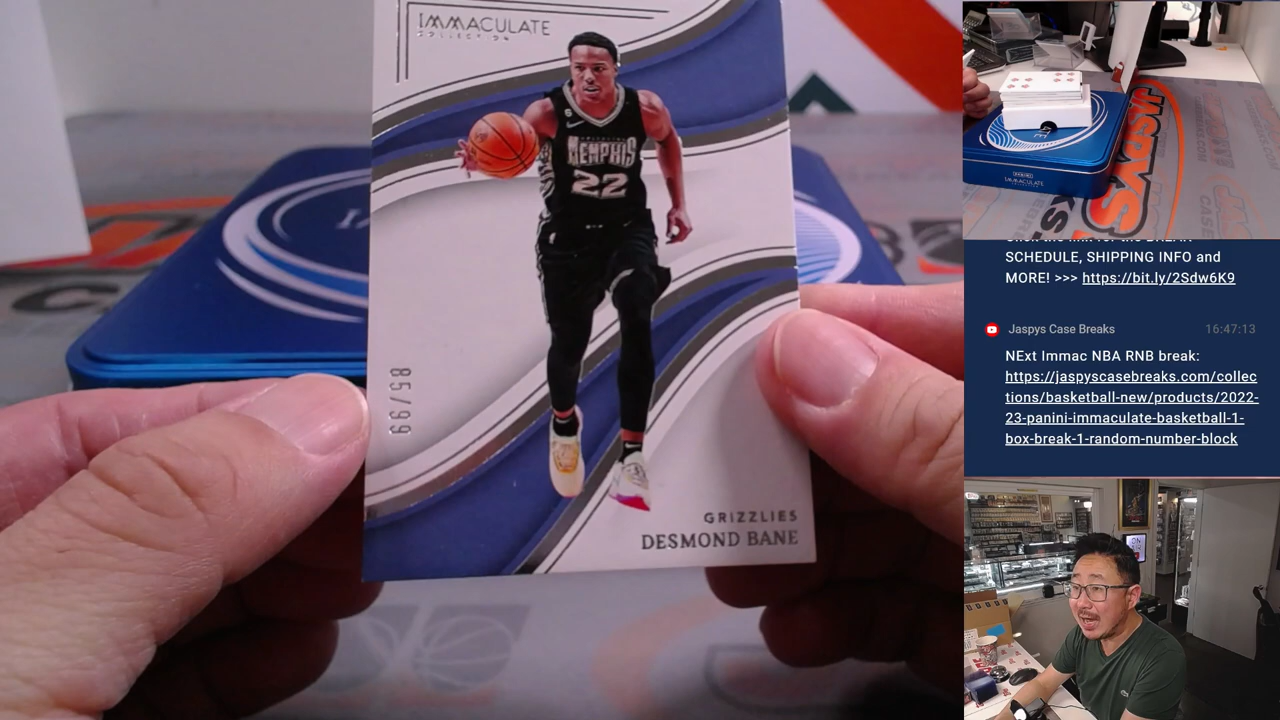 IMMACULATE
COLLECTION
MEMPHIS
22
85/99
GRIZZLIES
DESMOND BANE
IMMACULATE
JASPYS
SCHEDULE, SHIPPING INFO and
MORE! >>> https://bit.ly/2Sdw6K9
Jaspys Case Breaks 16:47:13
NExt Immac NBA RNB break:
https://jaspyscasebreaks.com/collec
tions/basketball-new/products/2022-
23-panini-immaculate-basketball-1-
box-break-1-random-number-block